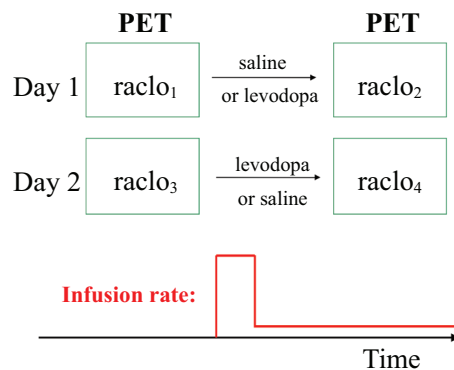 PET PET
Day 1 raclo₁ saline raclo₂
or levodopa
Day 2 raclo₃ levodopa raclo₄
or saline
Infusion rate:
Time